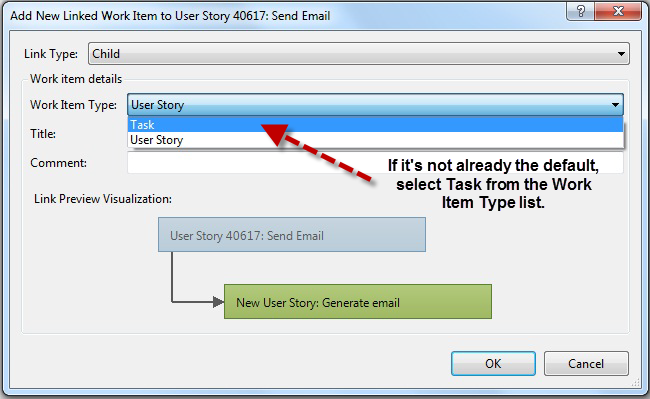 Add New Linked Work Item to User Story 40617: Send Email
?
Link Type: Child
Work item details
Work Item Type: User Story
Task
Title:
User Story
Comment:
If it's not already the default,
select Task from the Work
Item Type list.
Link Preview Visualization:
User Story 40617: Send Email
New User Story: Generate email
OK Cancel